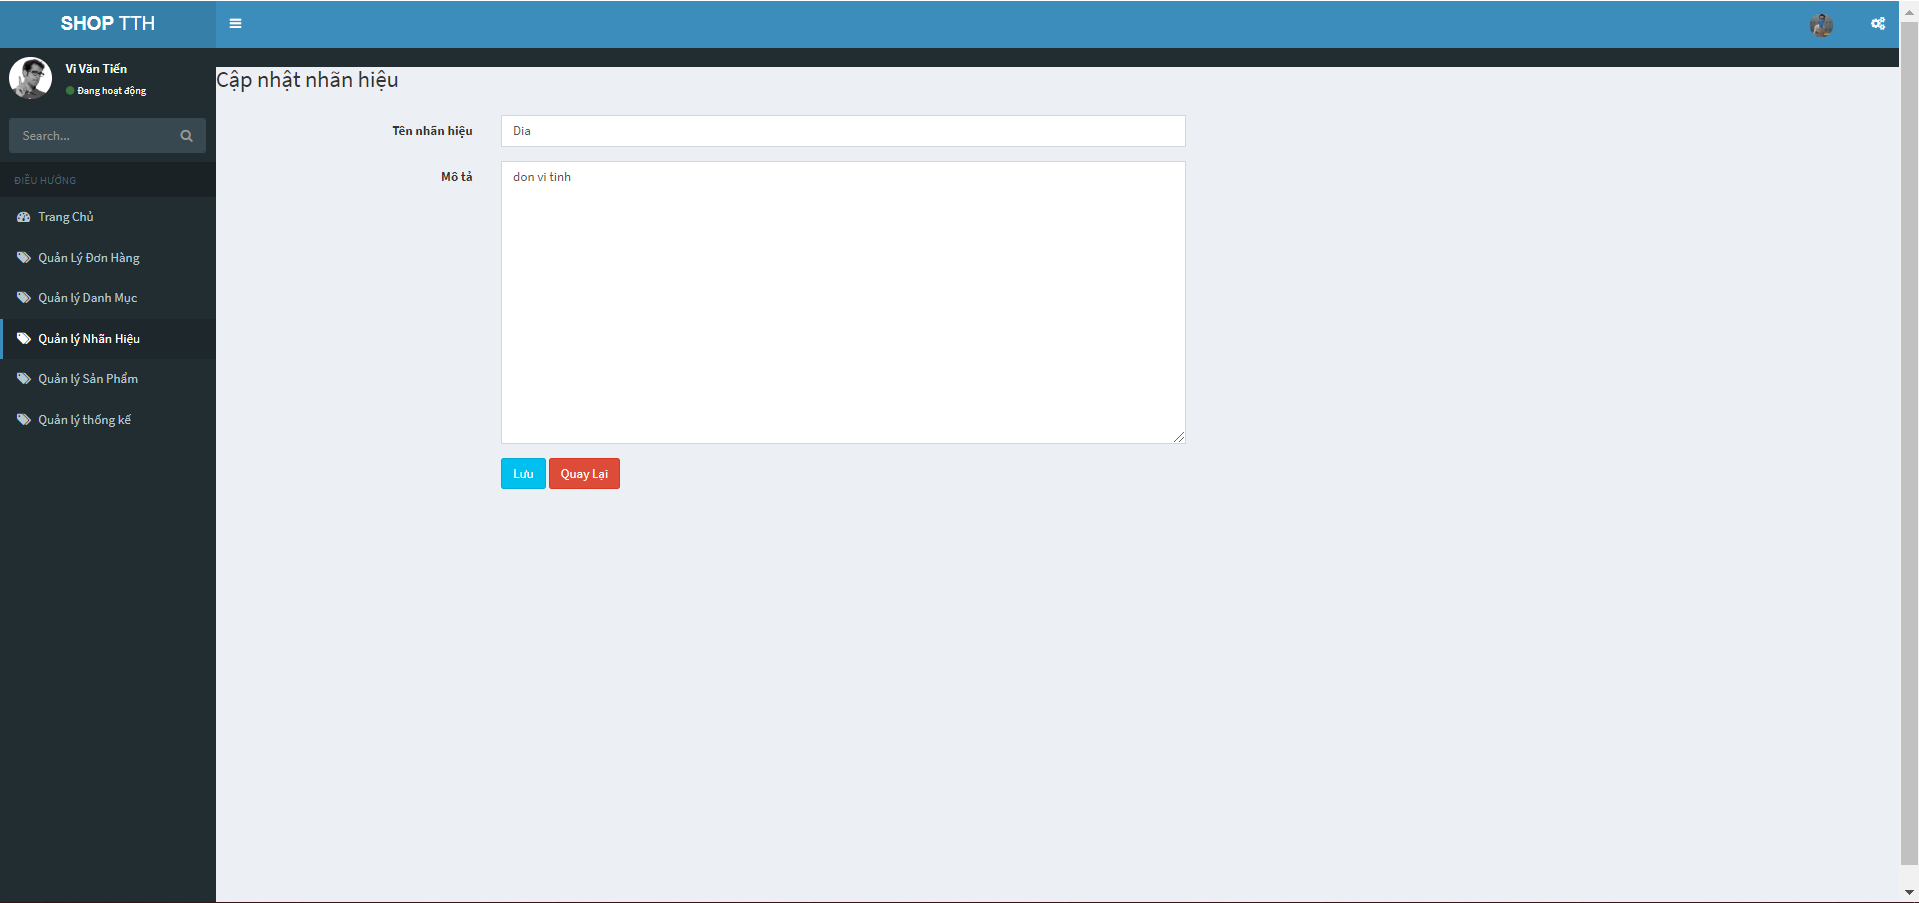 SHOP TTH
Vi Văn Tiến
Đang hoạt động
Search...
ĐIỀU HƯỚNG
Trang Chủ
Quản Lý Đơn Hàng
Quản lý Danh Mục
Quản lý Nhãn Hiệu
Quản lý Sản Phẩm
Quản lý thống kế
Cập nhật nhãn hiệu
Tên nhãn hiệu
Dia
Mô tả
don vi tinh
Lưu
Quay Lại